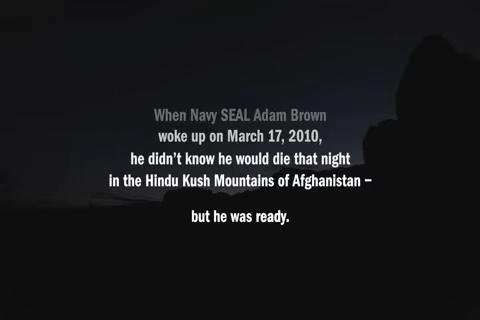 When Navy SEAL Adam Brown
woke up on March 17, 2010,
he didn't know he would die that night
in the Hindu Kush Mountains of Afghanistan –
but he was ready.